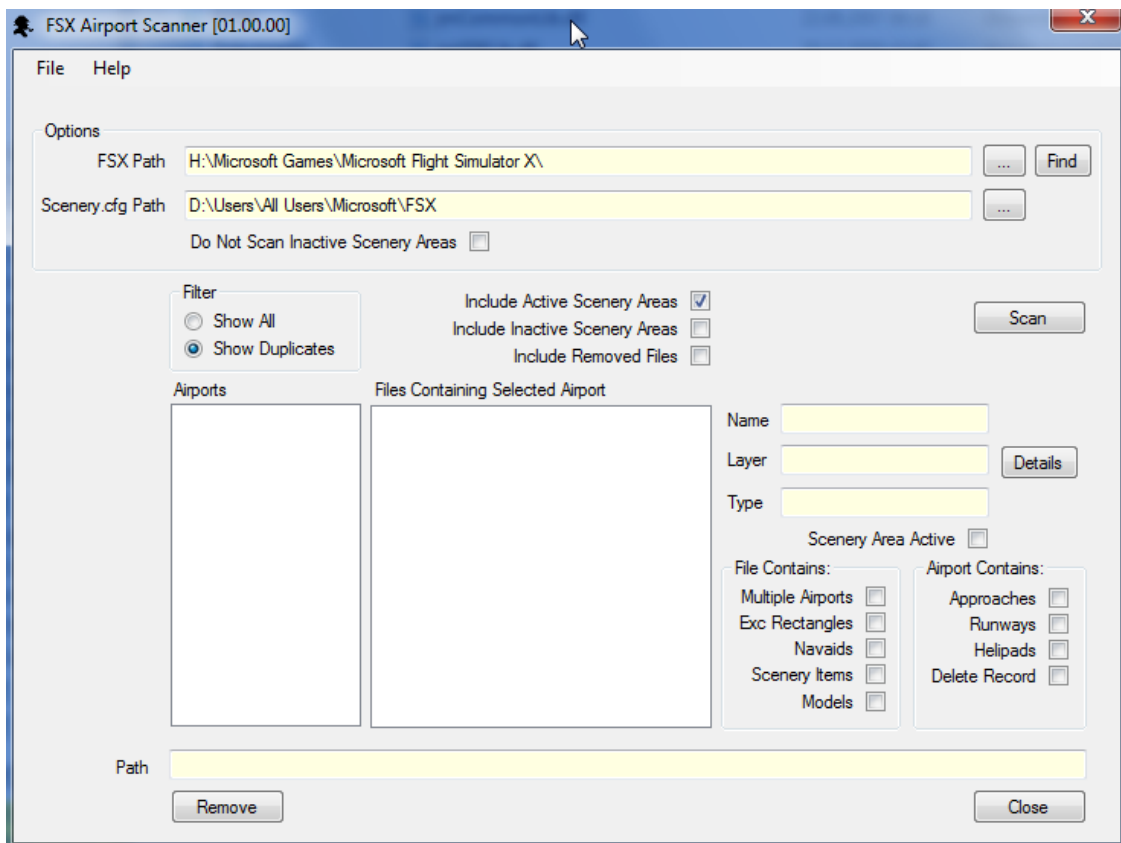 FSX Airport Scanner [01.00.00]
File Help
Options
FSX Path H:\Microsoft Games\Microsoft Flight Simulator X\ ... Find
Scenery.cfg Path D:\Users\All Users\Microsoft\FSX ...
Do Not Scan Inactive Scenery Areas
Filter
Show All
Show Duplicates
Include Active Scenery Areas
Include Inactive Scenery Areas
Include Removed Files
Scan
Airports
Files Containing Selected Airport
Name
Layer
Details
Type
Scenery Area Active
File Contains:
Multiple Airports
Exc Rectangles
Navaids
Scenery Items
Models
Airport Contains:
Approaches
Runways
Helipads
Delete Record
Path
Remove
Close